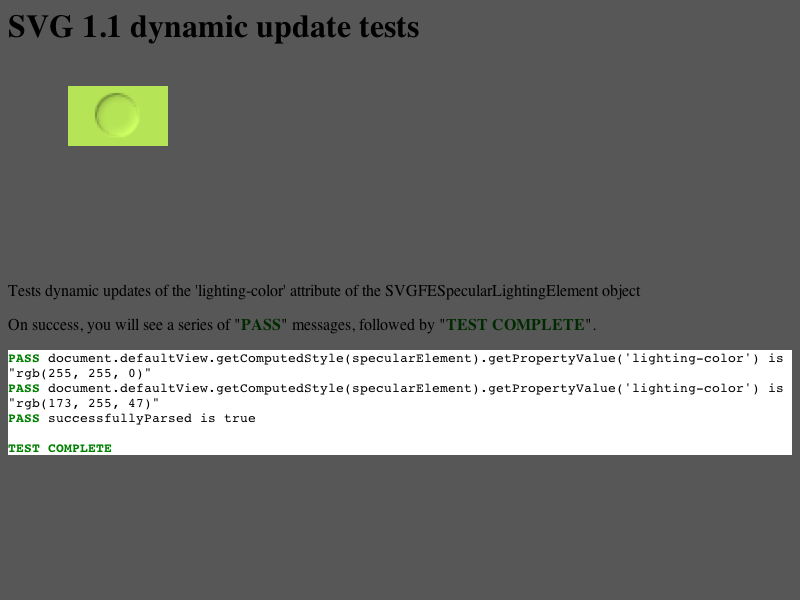 SVG 1.1 dynamic update tests
Tests dynamic updates of the 'lighting-color' attribute of the SVGFESpecularLightingElement object
On success, you will see a series of "PASS" messages, followed by "TEST COMPLETE".
PASS document.defaultView.getComputedStyle(specularElement).getPropertyValue('lighting-color') is
"rgb(255, 255, 0)"
PASS document.defaultView.getComputedStyle(specularElement).getPropertyValue('lighting-color') is
"rgb(173, 255, 47)"
PASS successfullyParsed is true
TEST COMPLETE